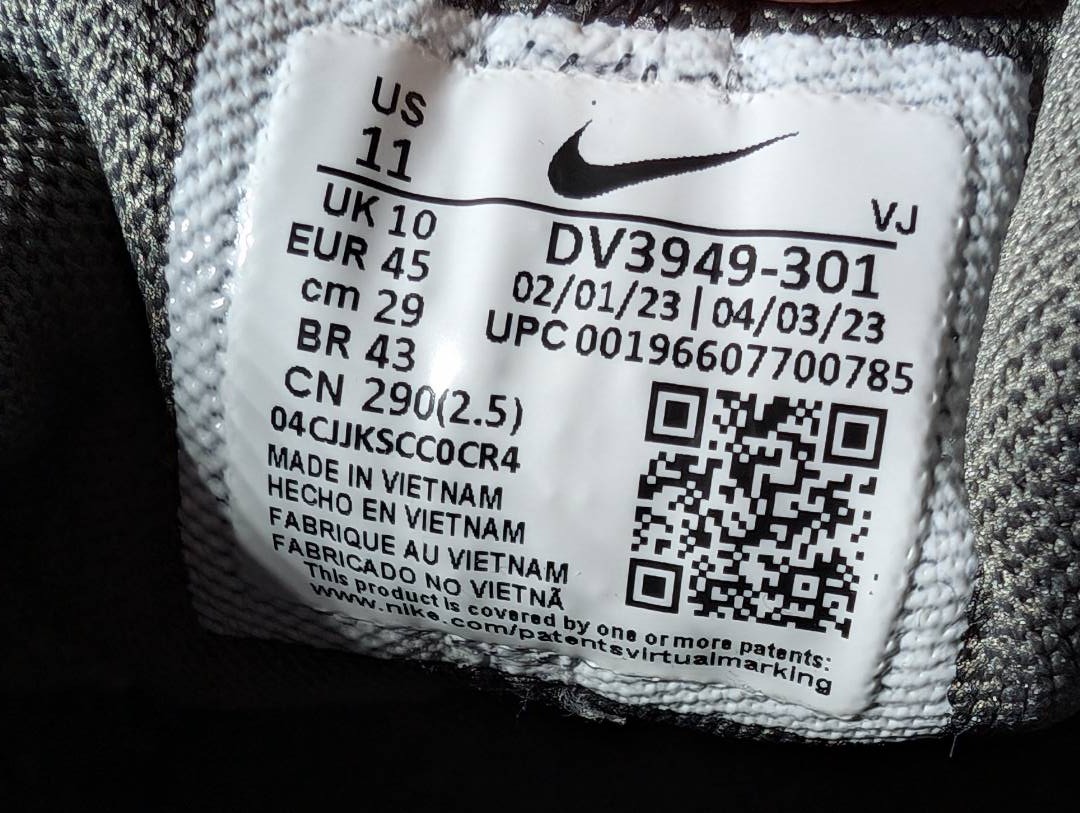 US
11
UK 10
EUR 45
cm 29
BR 43
CN 290(2.5)
04CJJKSCC0CR4
MADE IN VIETNAM
HECHO EN VIETNAM
FABRIQUE AU VIETNAM
FABRICADO NO VIETNÃ
This product is covered by one or more patents:
www.nike.com/patentsvirtualmarking
VJ
DV3949-301
02/01/23 | 04/03/23
UPC 00196607700785